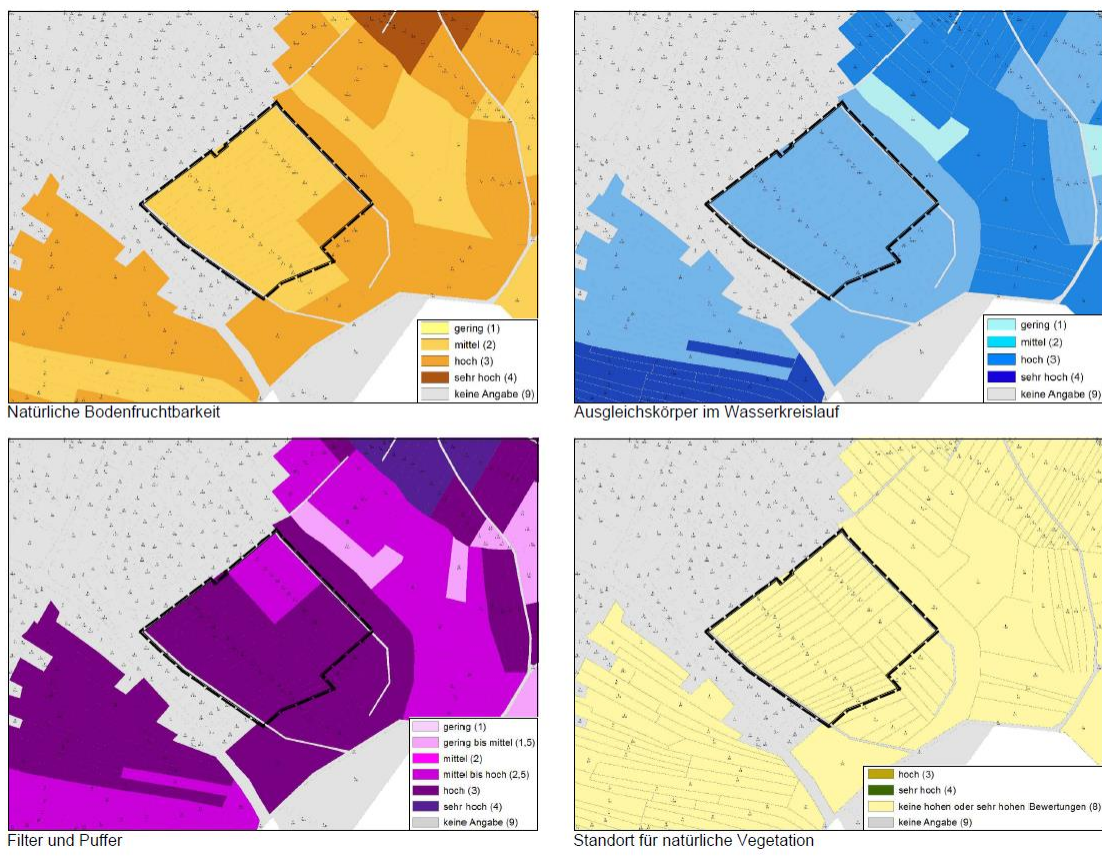 gering (1)
mittel (2)
hoch (3)
sehr hoch (4)
keine Angabe (9)
Natürliche Bodenfruchtbarkeit
gering (1)
mittel (2)
hoch (3)
sehr hoch (4)
keine Angabe (9)
Ausgleichskörper im Wasserkreislauf
gering (1)
gering bis mittel (1,5)
mittel (2)
mittel bis hoch (2,5)
hoch (3)
sehr hoch (4)
keine Angabe (9)
Filter und Puffer
hoch (3)
sehr hoch (4)
keine hohen oder sehr hohen Bewertungen (8)
keine Angabe (9)
Standort für natürliche Vegetation